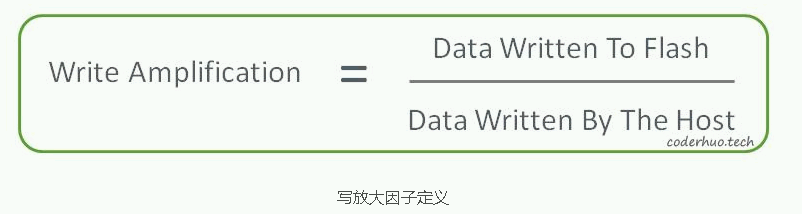 Data Written To Flash
Write Amplification =
Data Written By The Host
coderhuo.tech
写放大因子定义